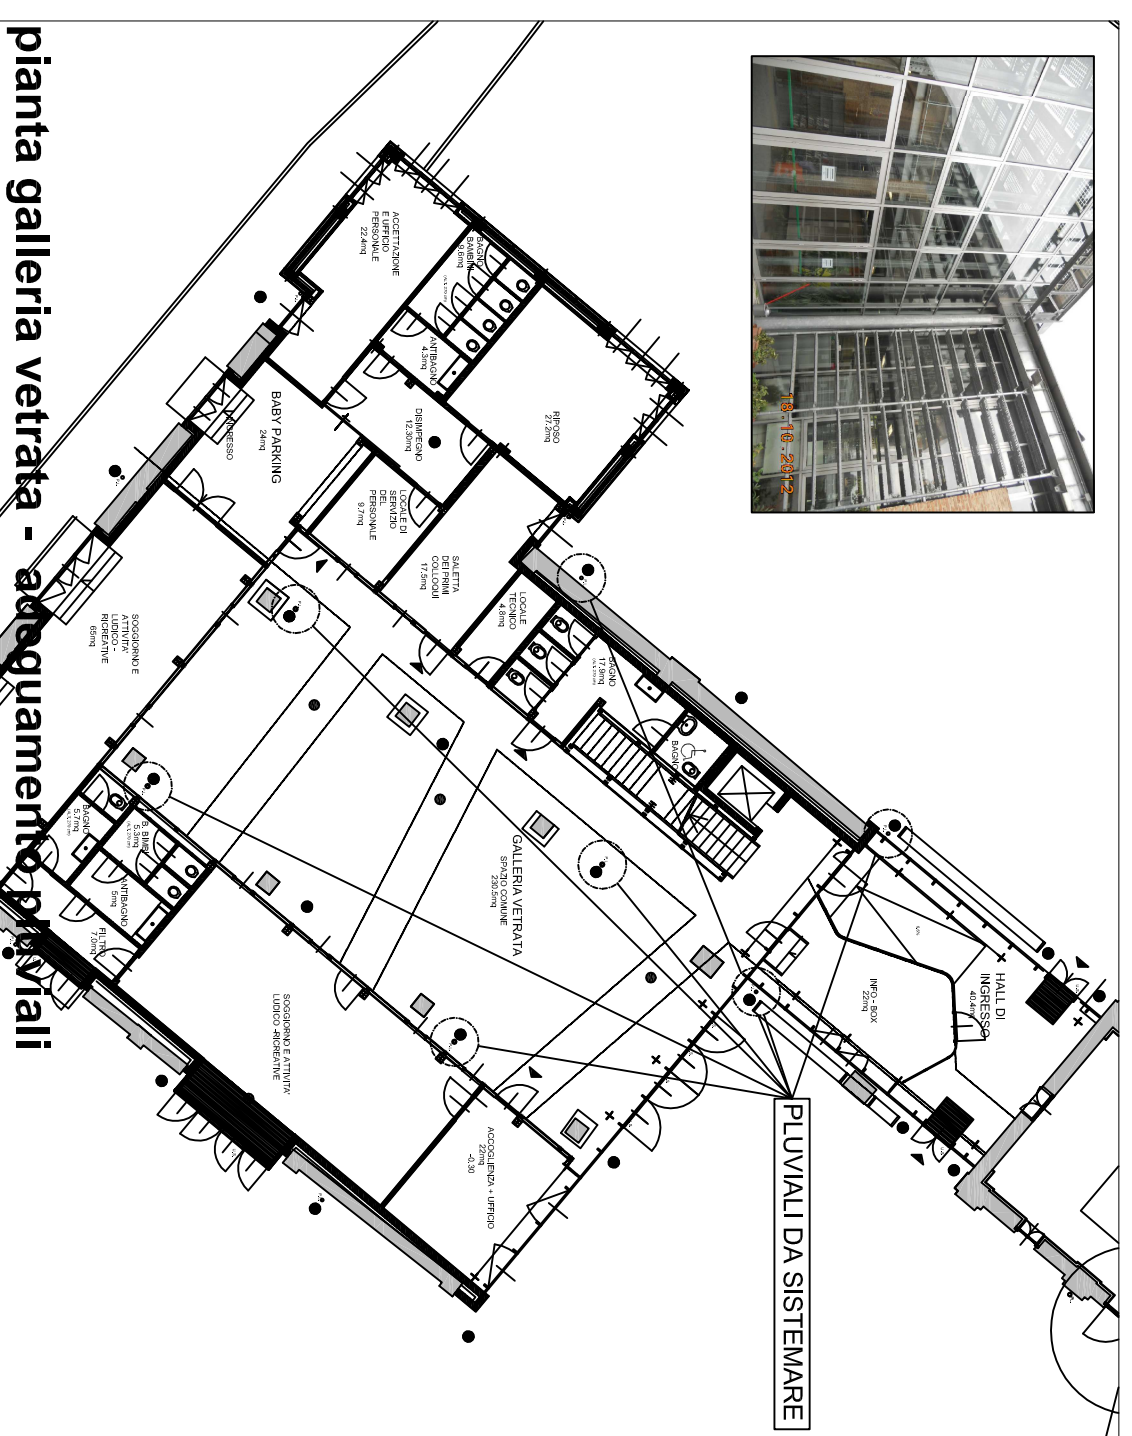 pianta galleria vetrata - adeguamento pluviali
18.10.2012
PLUVIALI DA SISTEMARE
ACCETTAZIONE
E UFFICIO
PERSONALE
22.4mq
BAGNO
BAMBINI
9.6mq
ANTIBAGNO
4.3mq
RIPOSO
27.2mq
DISIMPEGNO
12.30mq
BABY PARKING
24mq
INGRESSO
LOCALE DI
SERVIZIO
DEL
PERSONALE
9.7mq
SALETTA
DEI PRIMI
COLLOQUI
17.5mq
LOCALE
TECNICO
4.8mq
BAGNO
17.9mq
BAGNO
SOGGIORNO E
ATTIVITA'
LUDICO -
RICREATIVE
65mq
BAGNO
5.7mq
B. BIMBI
5.3mq
ANTIBAGNO
5mq
FILTRO
7.0mq
GALLERIA VETRATA
SPAZIO COMUNE
230.5mq
HALL DI
INGRESSO
40.4mq
INFO - BOX
22mq
SOGGIORNO E ATTIVITA'
LUDICO -RICREATIVE
ACCOGLIENZA + UFFICIO
22mq
-0.30